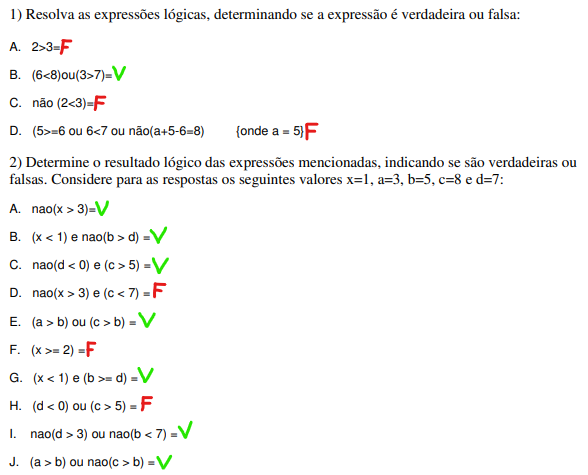 1) Resolva as expressões lógicas, determinando se a expressão é verdadeira ou falsa:
A. 2>3=F
B. (6<8)ou(3>7)=V
C. não (2<3)=F
D. (5>=6 ou 6<7 ou não(a+5-6=8) {onde a = 5}F
2) Determine o resultado lógico das expressões mencionadas, indicando se são verdadeiras ou
falsas. Considere para as respostas os seguintes valores x=1, a=3, b=5, c=8 e d=7:
A. nao(x > 3)=V
B. (x < 1) e nao(b > d) =V
C. nao(d < 0) e (c > 5) =V
D. nao(x > 3) e (c < 7) =F
E. (a > b) ou (c > b) = V
F. (x >= 2) =F
G. (x < 1) e (b >= d) =V
H. (d < 0) ou (c > 5) = F
I. nao(d > 3) ou nao(b < 7) =V
J. (a > b) ou nao(c > b) =V